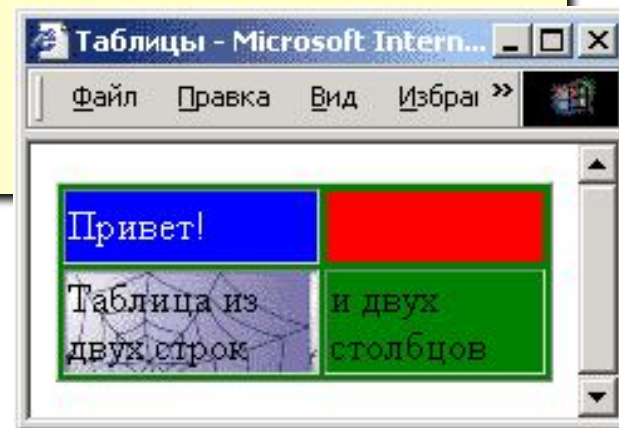 Таблицы - Microsoft Intern...
Файл Правка Вид Избра »
Привет!
Таблица из
двух строк
и двух
столбцов